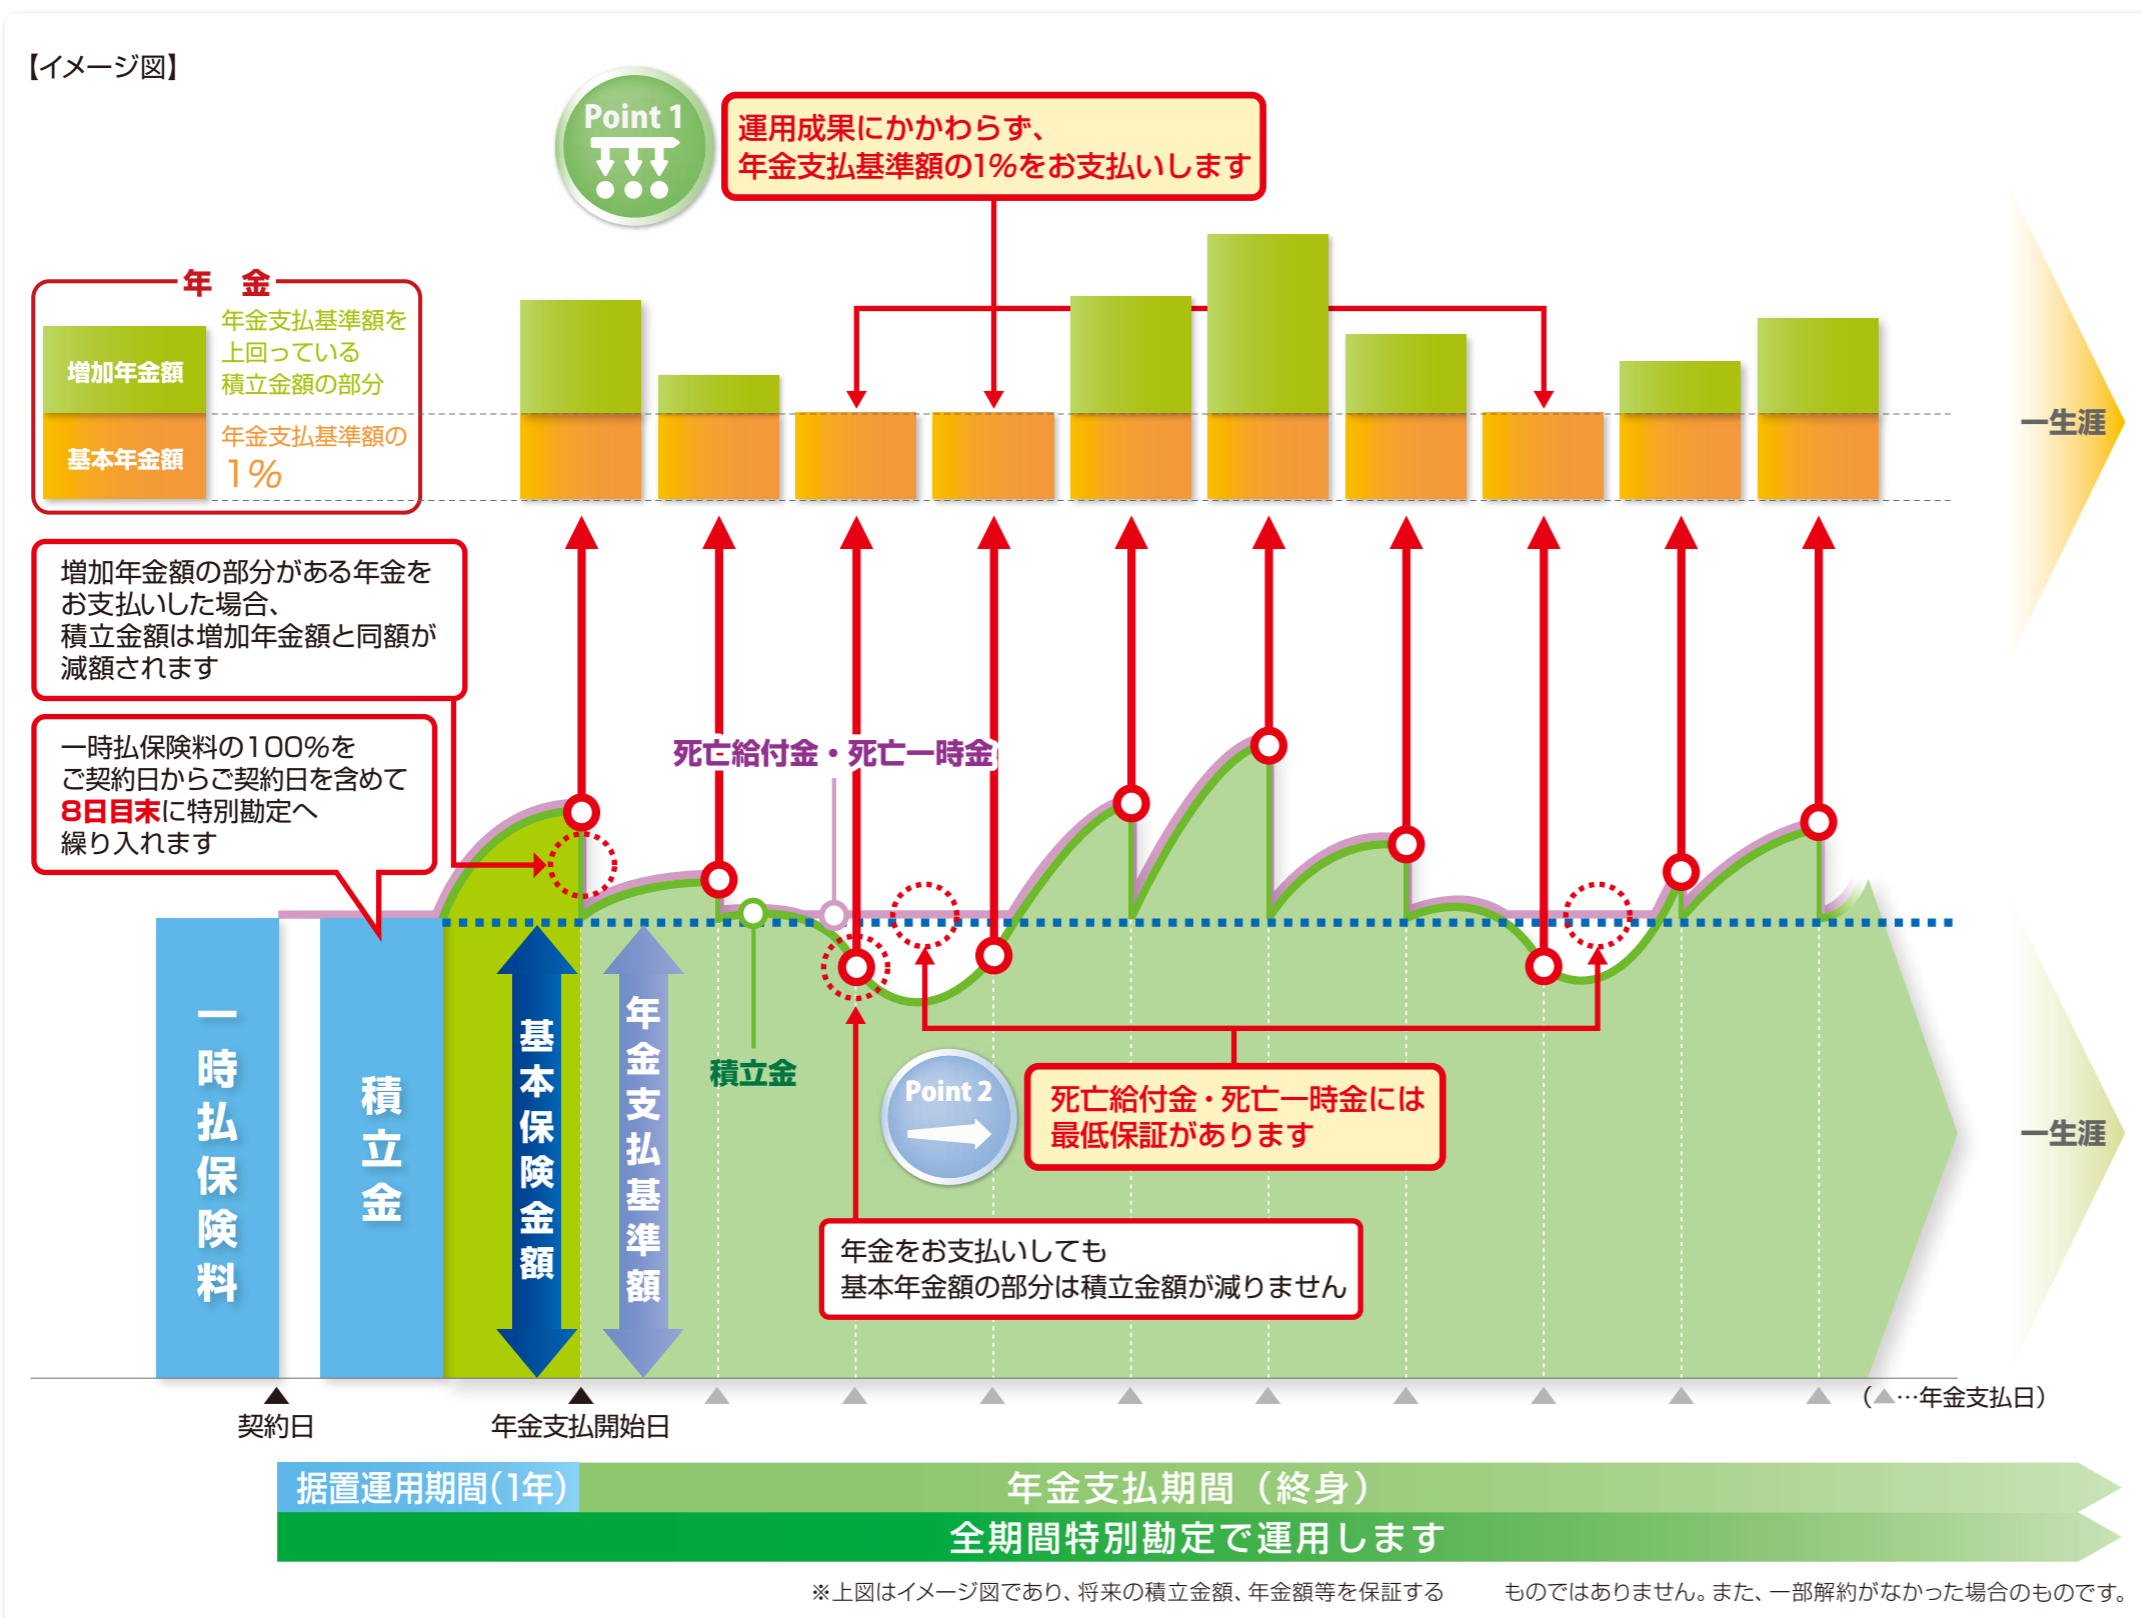 【イメージ図】
Point 1
運用成果にかかわらず、
年金支払基準額の1%をお支払いします
年 金
増加年金額
年金支払基準額を
上回っている
積立金額の部分
基本年金額
年金支払基準額の
1%
一生涯
増加年金額の部分がある年金を
お支払いした場合、
積立金額は増加年金額と同額が
減額されます
一時払保険料の100%を
ご契約日からご契約日を含めて
8日目末に特別勘定へ
繰り入れます
死亡給付金・死亡一時金
一時払保険料
積立金
基本保険金額
年金支払基準額
積立金
Point 2
死亡給付金・死亡一時金には
最低保証があります
年金をお支払いしても
基本年金額の部分は積立金額が減りません
一生涯
契約日
年金支払開始日
(▲…年金支払日)
据置運用期間(1年)
年金支払期間(終身)
全期間特別勘定で運用します
※上図はイメージ図であり、将来の積立金額、年金額等を保証する ものではありません。また、一部解約がなかった場合のものです。